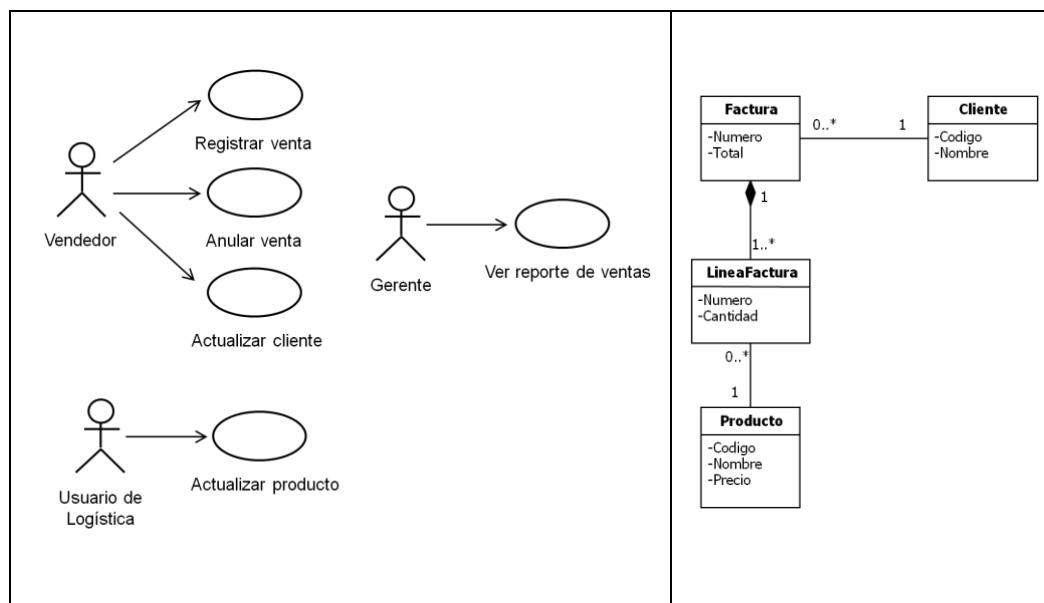 Registrar venta
Vendedor
Anular venta
Actualizar cliente
Gerente
Ver reporte de ventas
Usuario de
Logística
Actualizar producto
Factura
-Numero
-Total
0..*
1
Cliente
-Codigo
-Nombre
1
1..*
LineaFactura
-Numero
-Cantidad
0..*
1
Producto
-Codigo
-Nombre
-Precio